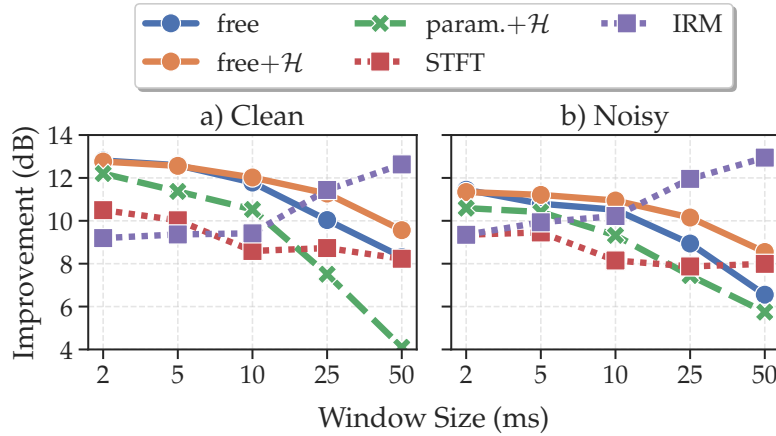 free
free+ℋ
param.+ℋ
STFT
IRM
a) Clean
b) Noisy
Improvement (dB)
14
12
10
8
6
4
2 5 10 25 50
2 5 10 25 50
Window Size (ms)